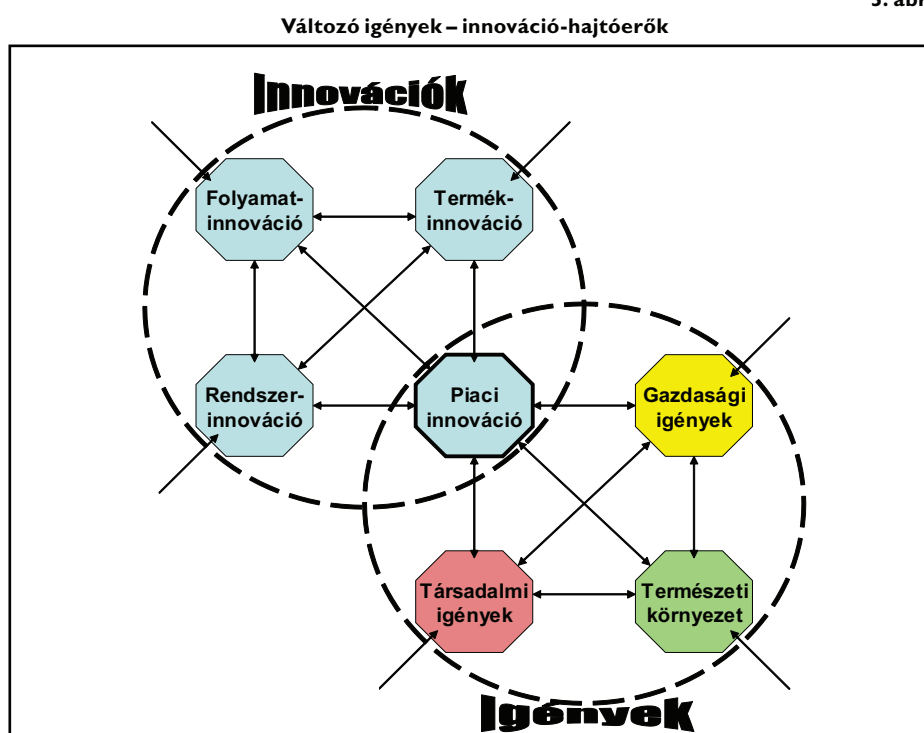 Változó igények – innováció-hajtóerők
Innovációk
Folyamat-
innováció
Termék-
innováció
Rendszer-
innováció
Piaci
innováció
Gazdasági
igények
Társadalmi
igények
Természeti
környezet
Igények